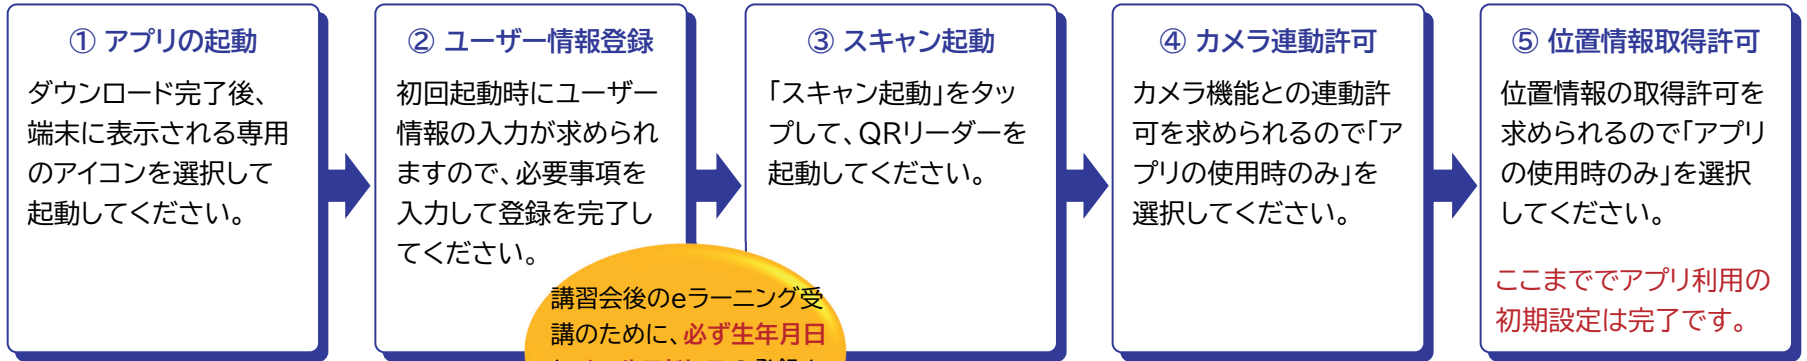 ① アプリの起動
ダウンロード完了後、
端末に表示される専用
のアイコンを選択して
起動してください。
② ユーザー情報登録
初回起動時にユーザー
情報の入力が求められ
ますので、必要事項を
入力して登録を完了し
てください。
講習会後のeラーニング受
講のために、必ず生年月日
③ スキャン起動
「スキャン起動」をタッ
プして、QRリーダーを
起動してください。
④ カメラ連動許可
カメラ機能との連動許
可を求められるので「ア
プリの使用時のみ」を
選択してください。
⑤ 位置情報取得許可
位置情報の取得許可を
求められるので「アプリ
の使用時のみ」を選択
してください。
ここまででアプリ利用の
初期設定は完了です。